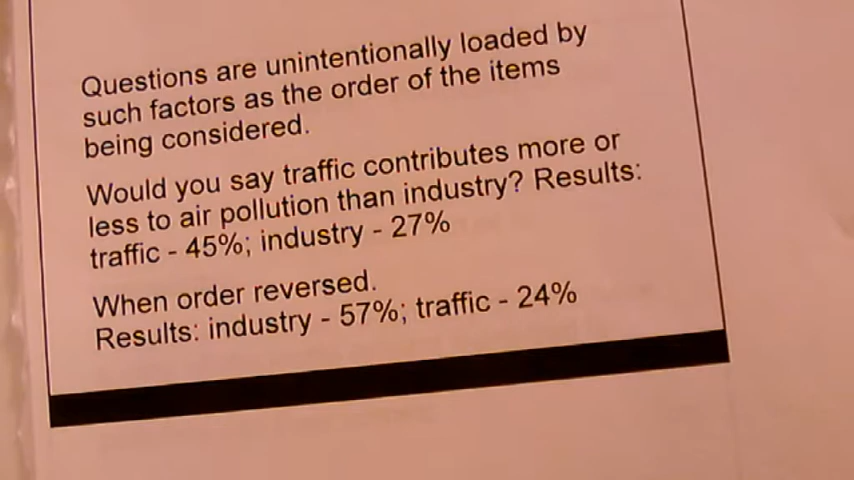 Questions are unintentionally loaded by
such factors as the order of the items
being considered.
Would you say traffic contributes more or
less to air pollution than industry? Results:
traffic - 45%; industry - 27%
When order reversed.
Results: industry - 57%; traffic - 24%